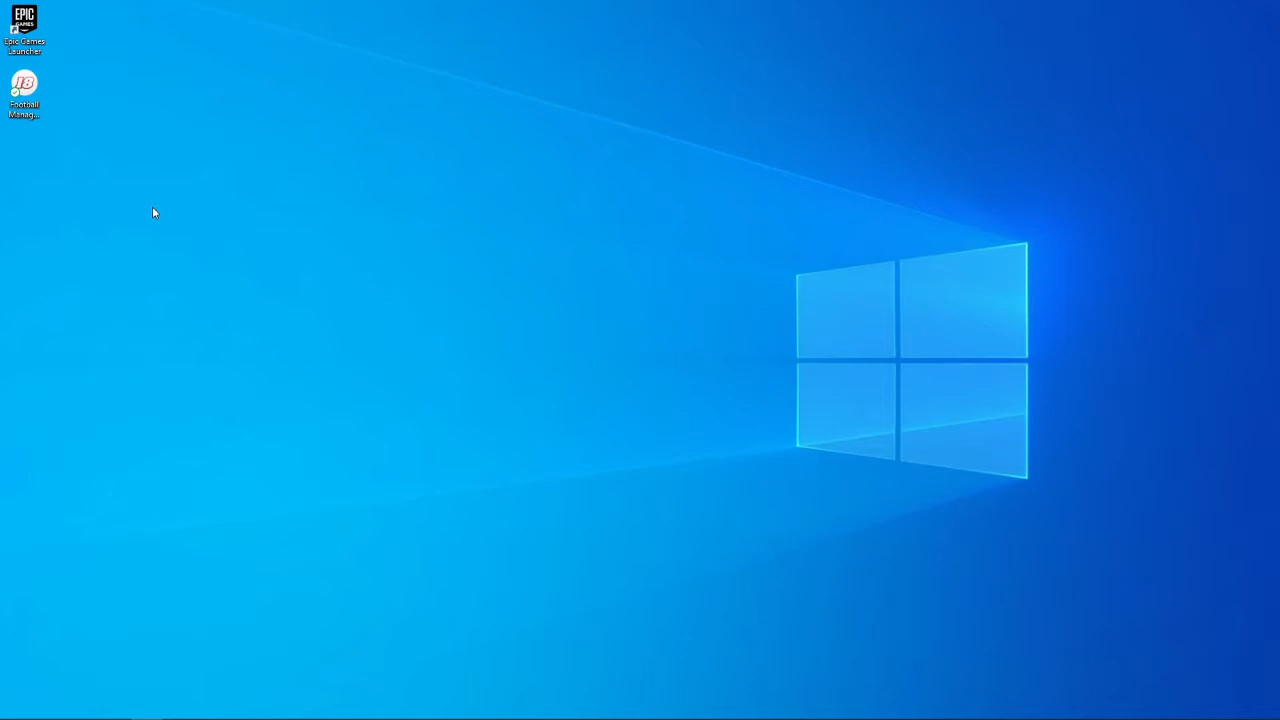 EPIC
GAMES
Epic Games
Launcher
18
Football
Manag...